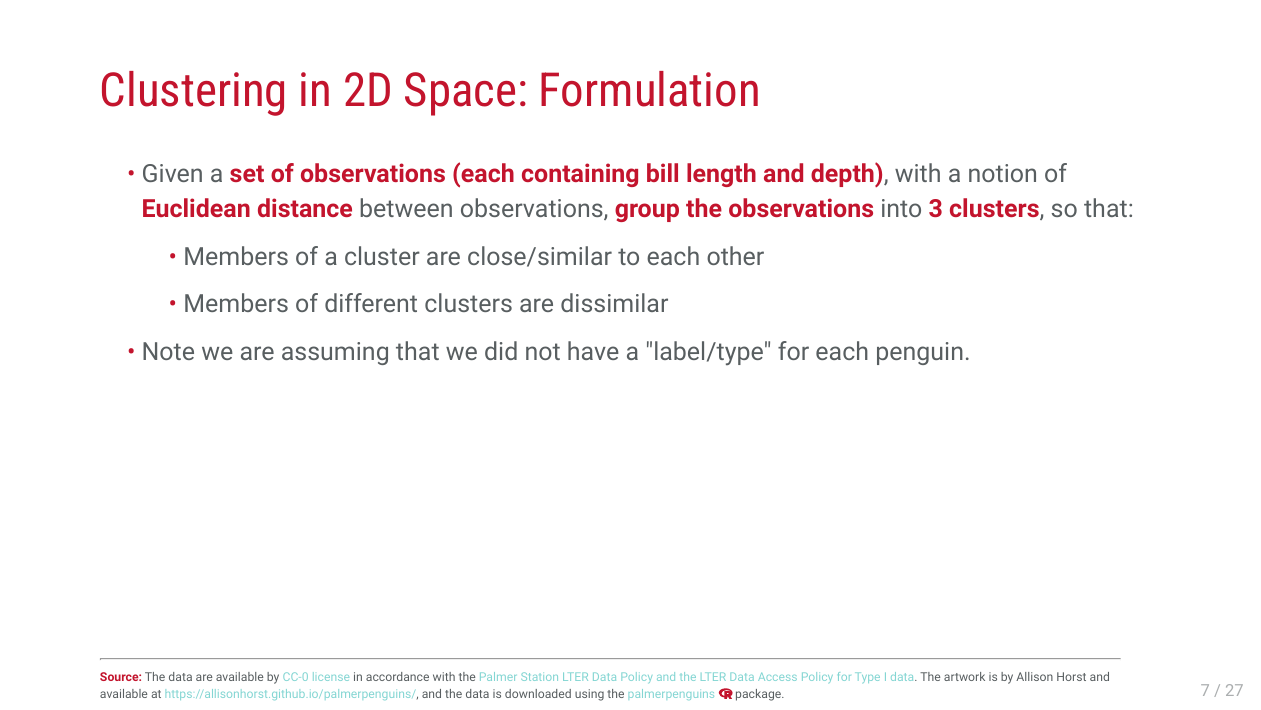 Clustering in 2D Space: Formulation
• Given a set of observations (each containing bill length and depth), with a notion of
Euclidean distance between observations, group the observations into 3 clusters, so that:
• Members of a cluster are close/similar to each other
• Members of different clusters are dissimilar
• Note we are assuming that we did not have a "label/type" for each penguin.
Source: The data are available by CC-0 license in accordance with the Palmer Station LTER Data Policy and the LTER Data Access Policy for Type I data. The artwork is by Allison Horst and
available at https://allisonhorst.github.io/palmerpenguins/, and the data is downloaded using the palmerpenguins R package.
7 / 27